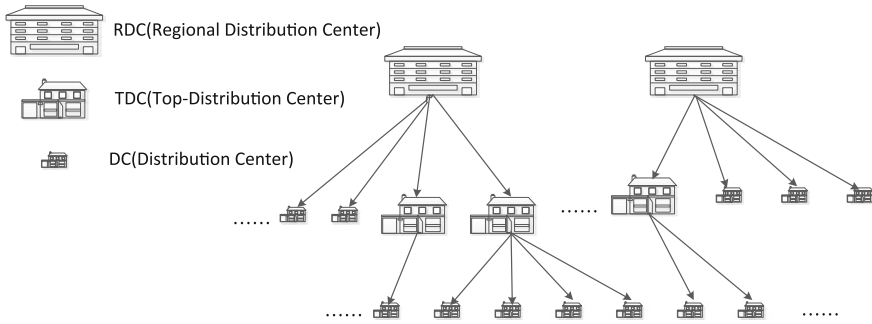 RDC(Regional Distribution Center)
TDC(Top-Distribution Center)
DC(Distribution Center)
...... ......
...... ......